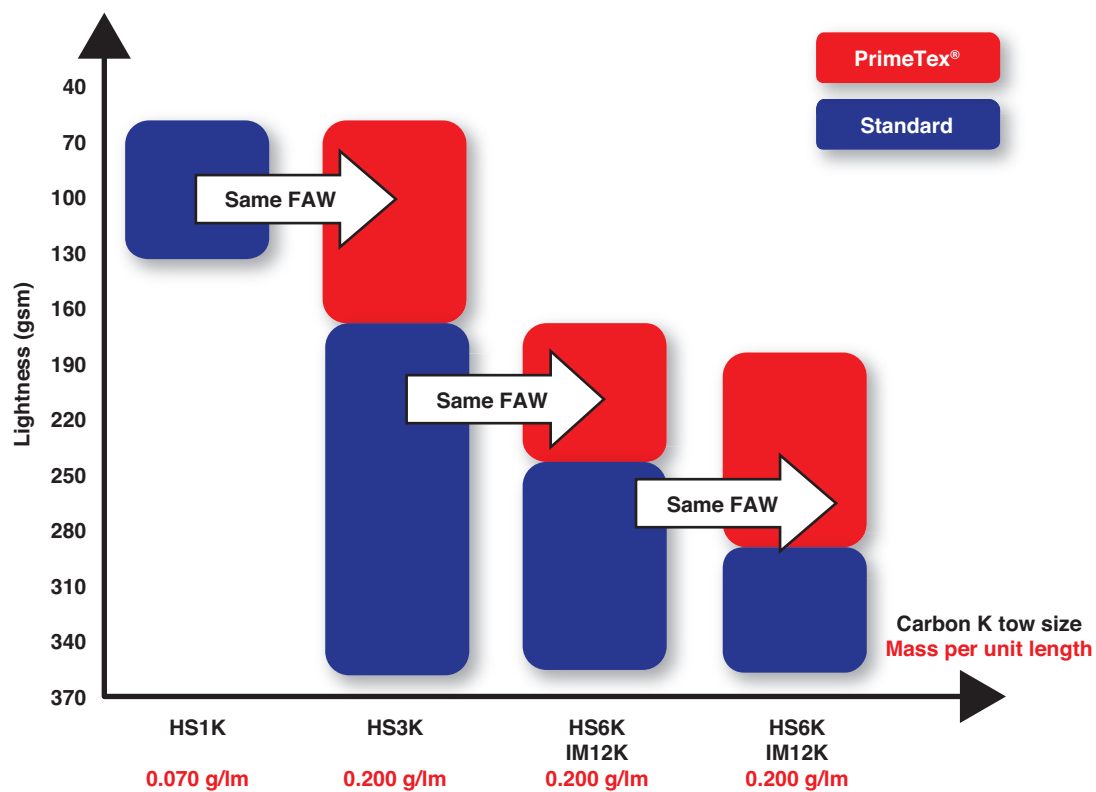 PrimeTex®
Standard
Lightness (gsm)
40
70
100
130
160
190
220
250
280
310
340
370
Same FAW
Same FAW
Same FAW
Carbon K tow size
Mass per unit length
HS1K
0.070 g/lm
HS3K
0.200 g/lm
HS6K
IM12K
0.200 g/lm
HS6K
IM12K
0.200 g/lm